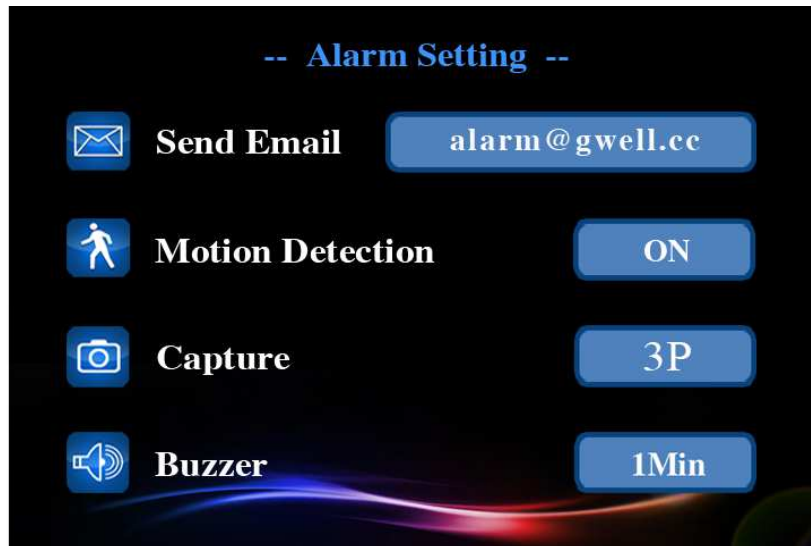 -- Alarm Setting --
Send Email alarm@gwell.cc
Motion Detection ON
Capture 3P
Buzzer 1Min